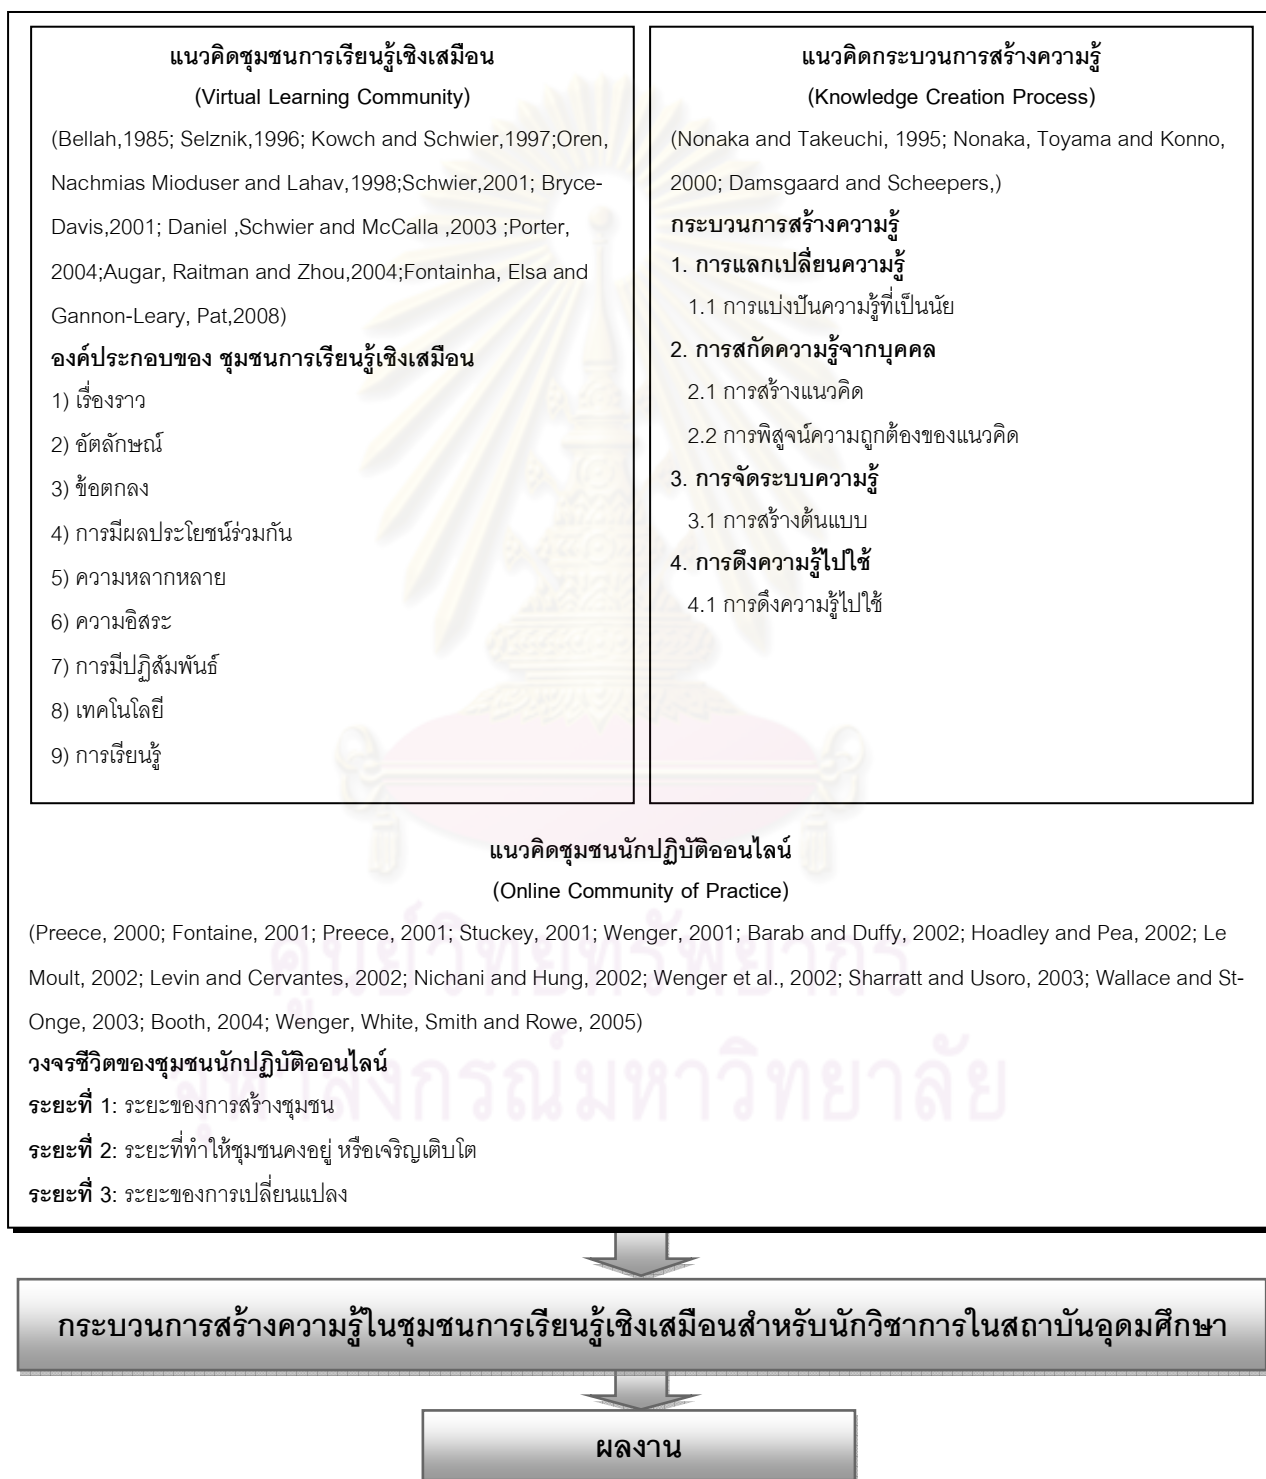 แนวคิดชุมชนการเรียนรู้เชิงเสมือน
(Virtual Learning Community)
(Bellah,1985; Selznik,1996; Kowch and Schwier,1997;Oren,
Nachmias Mioduser and Lahav,1998;Schwier,2001; Bryce-
Davis,2001; Daniel ,Schwier and McCalla ,2003 ;Porter,
2004;Augar, Raitman and Zhou,2004;Fontainha, Elsa and
Gannon-Leary, Pat,2008)
องค์ประกอบของ ชุมชนการเรียนรู้เชิงเสมือน
1) เรื่องราว
2) อัตลักษณ์
3) ข้อตกลง
4) การมีผลประโยชน์ร่วมกัน
5) ความหลากหลาย
6) ความอิสระ
7) การมีปฏิสัมพันธ์
8) เทคโนโลยี
9) การเรียนรู้
แนวคิดกระบวนการสร้างความรู้
(Knowledge Creation Process)
(Nonaka and Takeuchi, 1995; Nonaka, Toyama and Konno,
2000; Damsgaard and Scheepers,)
กระบวนการสร้างความรู้
1. การแลกเปลี่ยนความรู้
1.1 การแบ่งปันความรู้ที่เป็นนัย
2. การสกัดความรู้จากบุคคล
2.1 การสร้างแนวคิด
2.2 การพิสูจน์ความถูกต้องของแนวคิด
3. การจัดระบบความรู้
3.1 การสร้างต้นแบบ
4. การดึงความรู้ไปใช้
4.1 การดึงความรู้ไปใช้
แนวคิดชุมชนนักปฏิบัติออนไลน์
(Online Community of Practice)
(Preece, 2000; Fontaine, 2001; Preece, 2001; Stuckey, 2001; Wenger, 2001; Barab and Duffy, 2002; Hoadley and Pea, 2002; Le
Moult, 2002; Levin and Cervantes, 2002; Nichani and Hung, 2002; Wenger et al., 2002; Sharratt and Usoro, 2003; Wallace and St-
Onge, 2003; Booth, 2004; Wenger, White, Smith and Rowe, 2005)
วงจรชีวิตของชุมชนนักปฏิบัติออนไลน์
ระยะที่ 1: ระยะของการสร้างชุมชน
ระยะที่ 2: ระยะที่ทำให้ชุมชนคงอยู่ หรือเจริญเติบโต
ระยะที่ 3: ระยะของการเปลี่ยนแปลง
ศูนย์วิทยทรัพยากร
จุฬาลงกรณ์มหาวิทยาลัย
กระบวนการสร้างความรู้ในชุมชนการเรียนรู้เชิงเสมือนสำหรับนักวิชาการในสถาบันอุดมศึกษา
ผลงาน